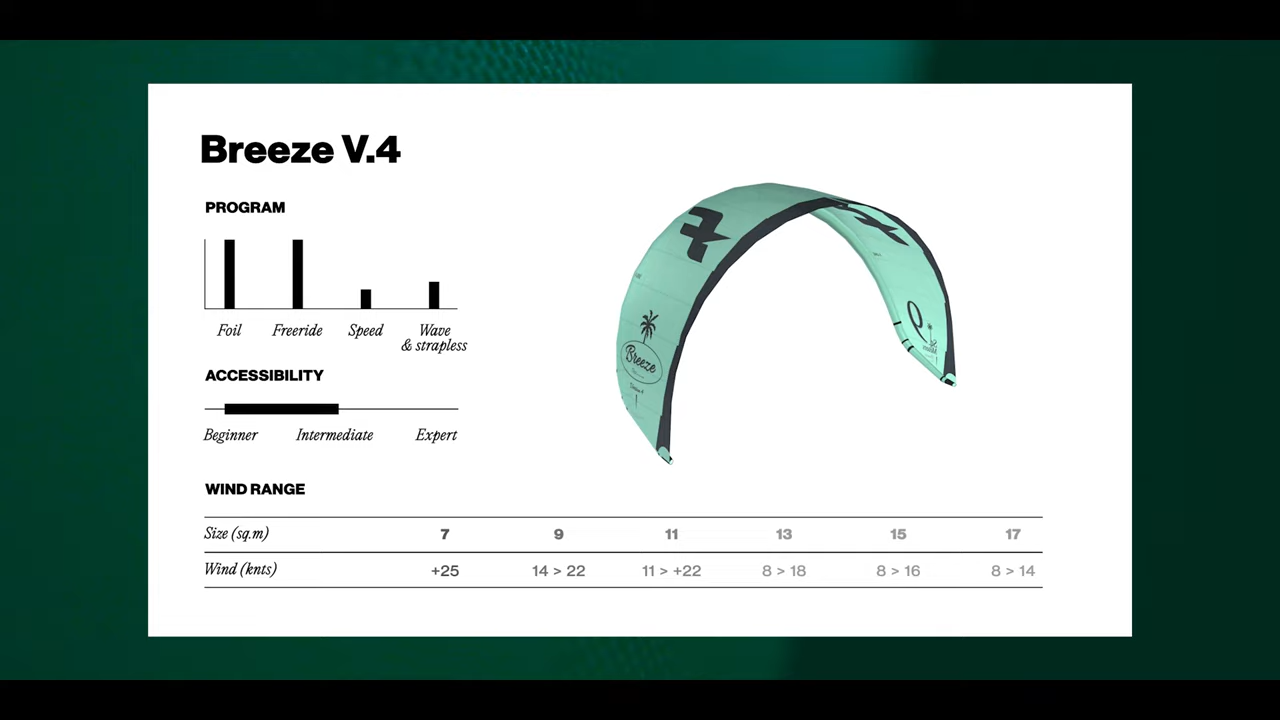 Breeze V.4
PROGRAM
Foil Freeride Speed Wave
& strapless
ACCESSIBILITY
Beginner Intermediate Expert
WIND RANGE
Size (sq.m) 7 9 11 13 15 17
Wind (knts) +25 14 > 22 11 > +22 8 > 18 8 > 16 8 > 14
Breeze